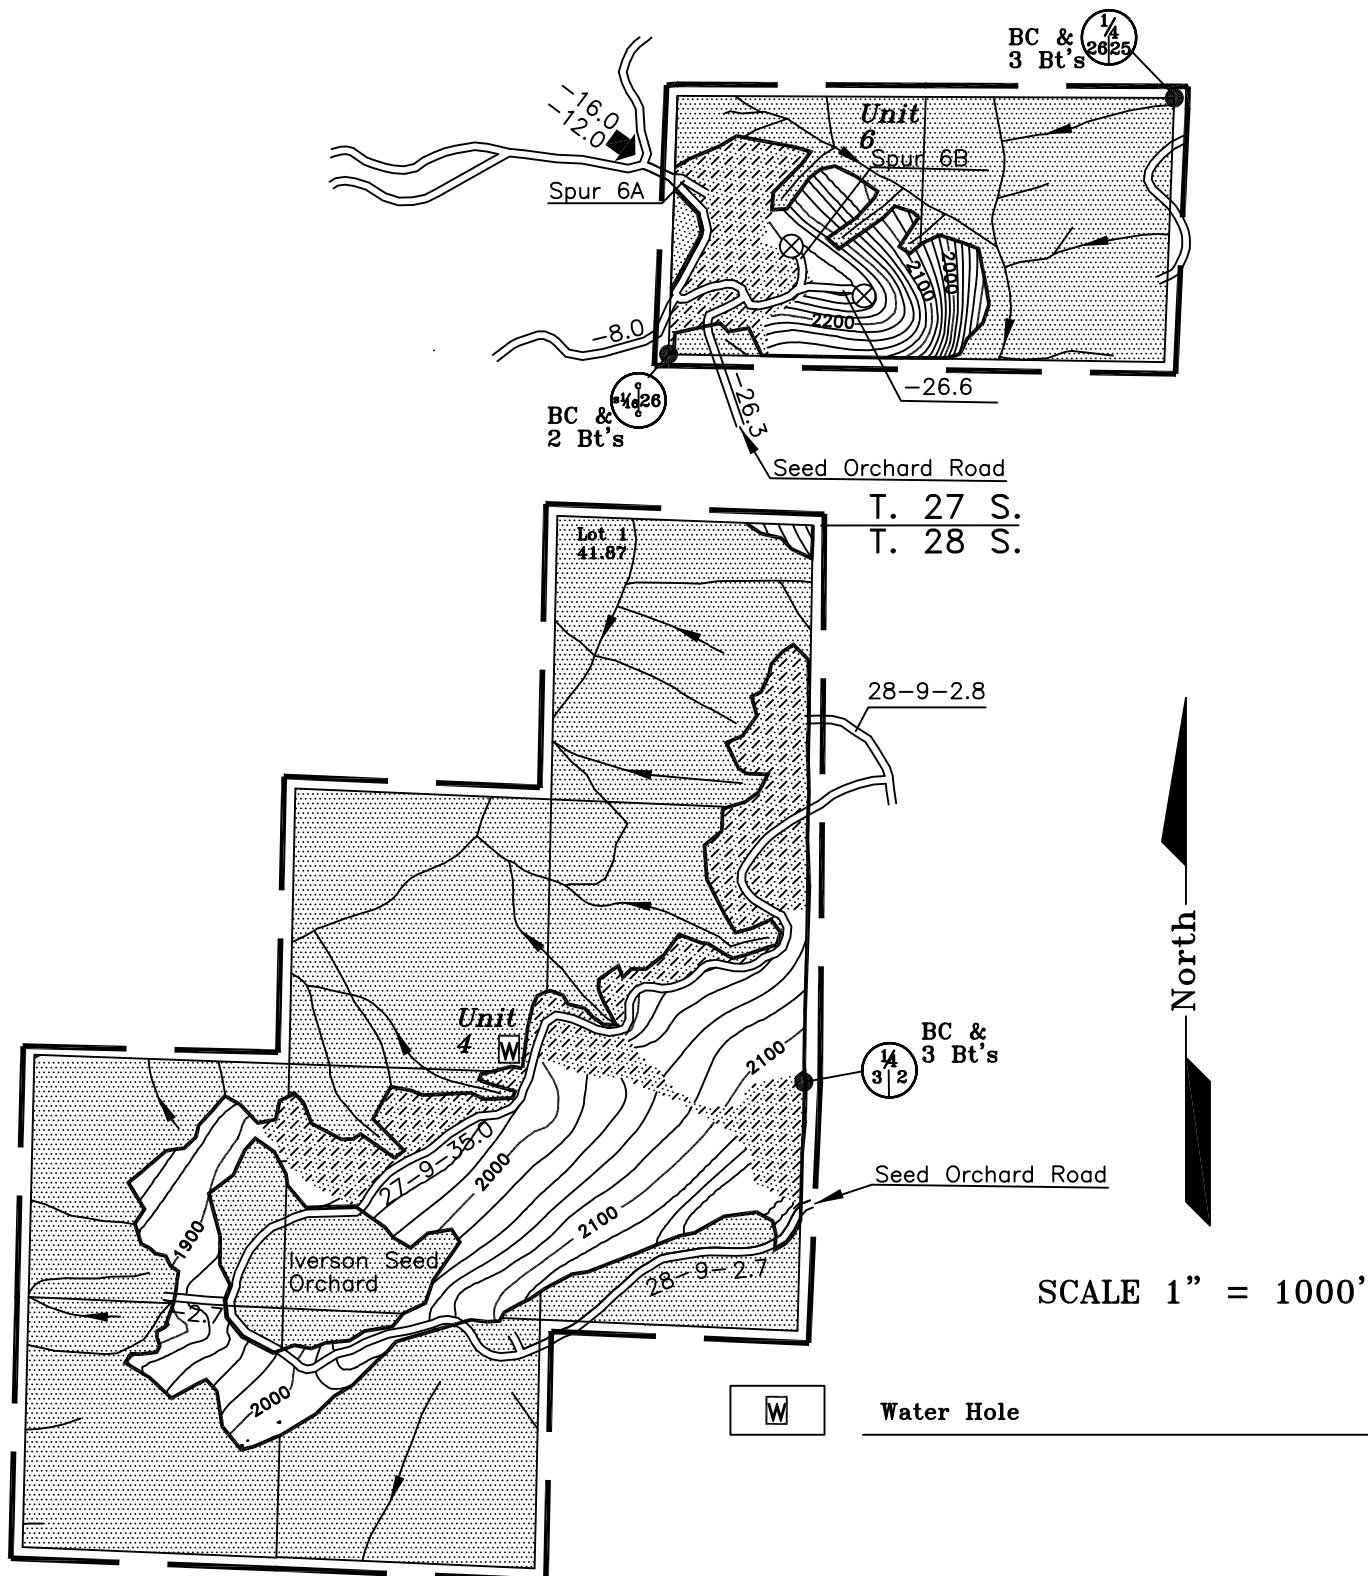 BC &
3 Bt's
1/4
26 25
-16.0
-12.0
Unit
6
Spur 6B
Spur 6A
2100
2000
2200
-8.0
-26.6
BC &
2 Bt's
-26.3
Seed Orchard Road
T. 27 S.
T. 28 S.
Lot 1
41.87
28-9-2.8
North
Unit
4
W
BC &
3 Bt's
1/4
3 2
2100
27-9-35.0
2000
Seed Orchard Road
2100
1900
Iverson Seed
Orchard
28-9-2.7
-2.7
SCALE 1" = 1000'
2000
W
Water Hole